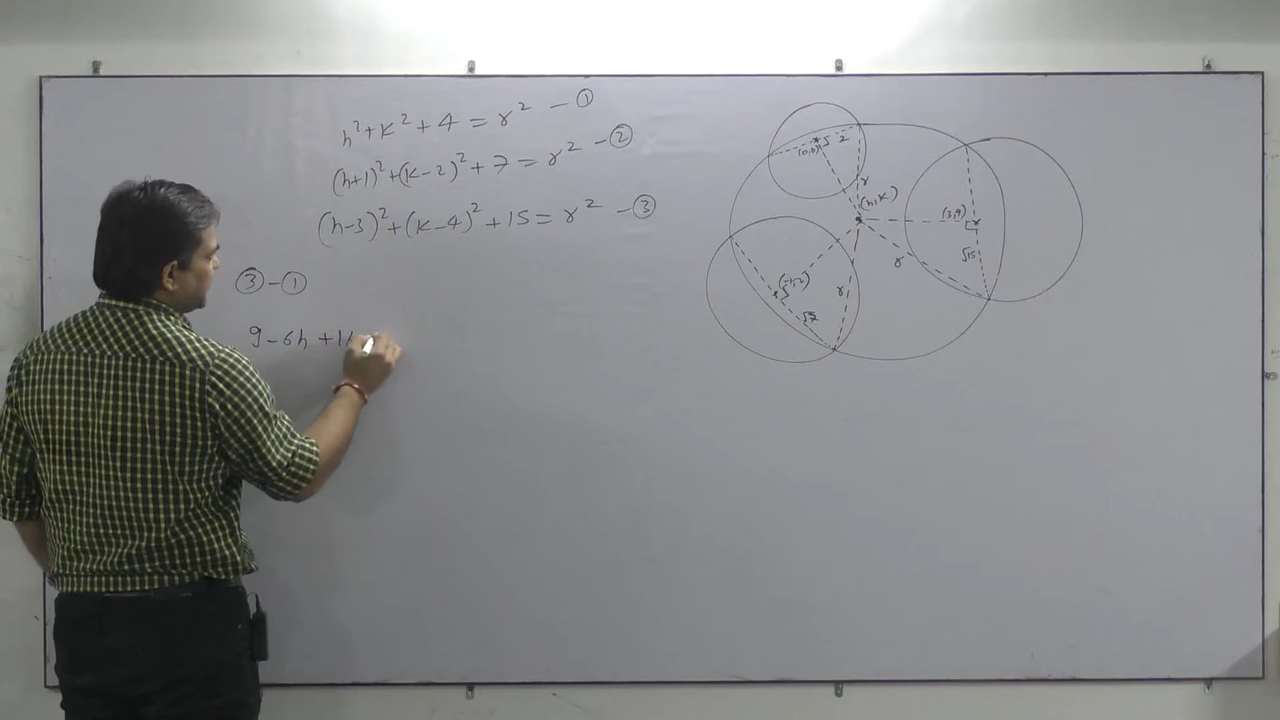 h²+k²+4=r² – ①
(h+1)²+(k-2)²+7=r² – ②
(h-3)²+(k-4)²+15=r² – ③
③-①
9-6h+1
(0,0) 2
r
(h,k)
(3,4)
√15
r
(-1,2)
r
√7